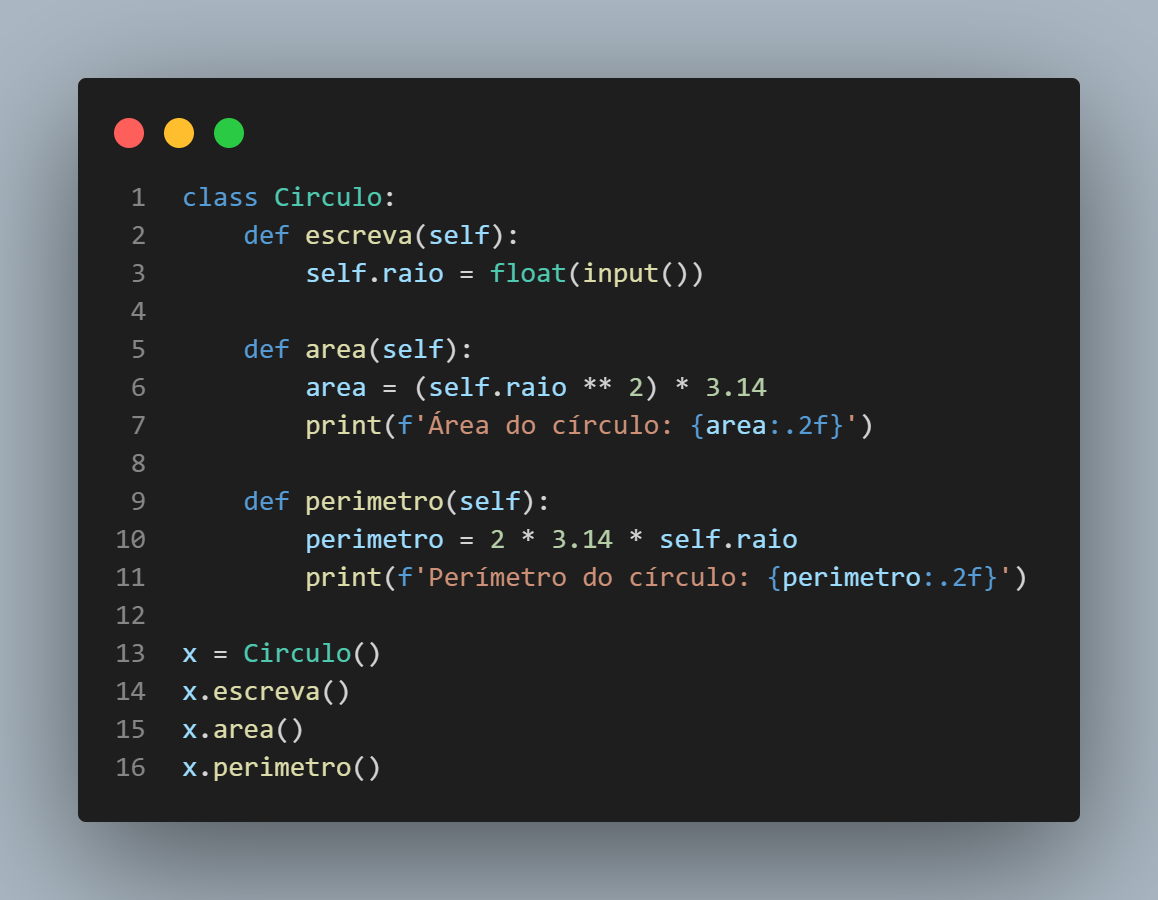 1 class Circulo:
2     def escreva(self):
3         self.raio = float(input())
4
5     def area(self):
6         area = (self.raio ** 2) * 3.14
7         print(f'Área do círculo: {area:.2f}')
8
9     def perimetro(self):
10         perimetro = 2 * 3.14 * self.raio
11         print(f'Perímetro do círculo: {perimetro:.2f}')
12
13 x = Circulo()
14 x.escreva()
15 x.area()
16 x.perimetro()